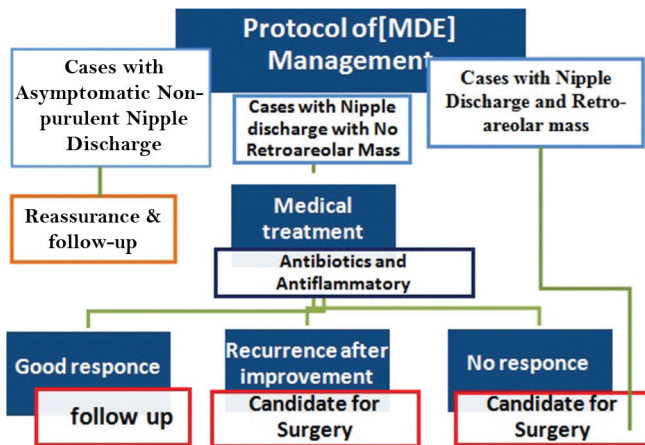 Protocol of[MDE]
Management
Cases with
Asymptomatic Non-
purulent Nipple
Discharge
Cases with Nipple
discharge with No
Retroareolar Mass
Cases with Nipple
Discharge and Retro-
areolar mass
Reassurance &
follow-up
Medical
treatment
Antibiotics and
Antiflammatory
Good responce
follow up
Recurrence after
improvement
Candidate for
Surgery
No responce
Candidate for
Surgery